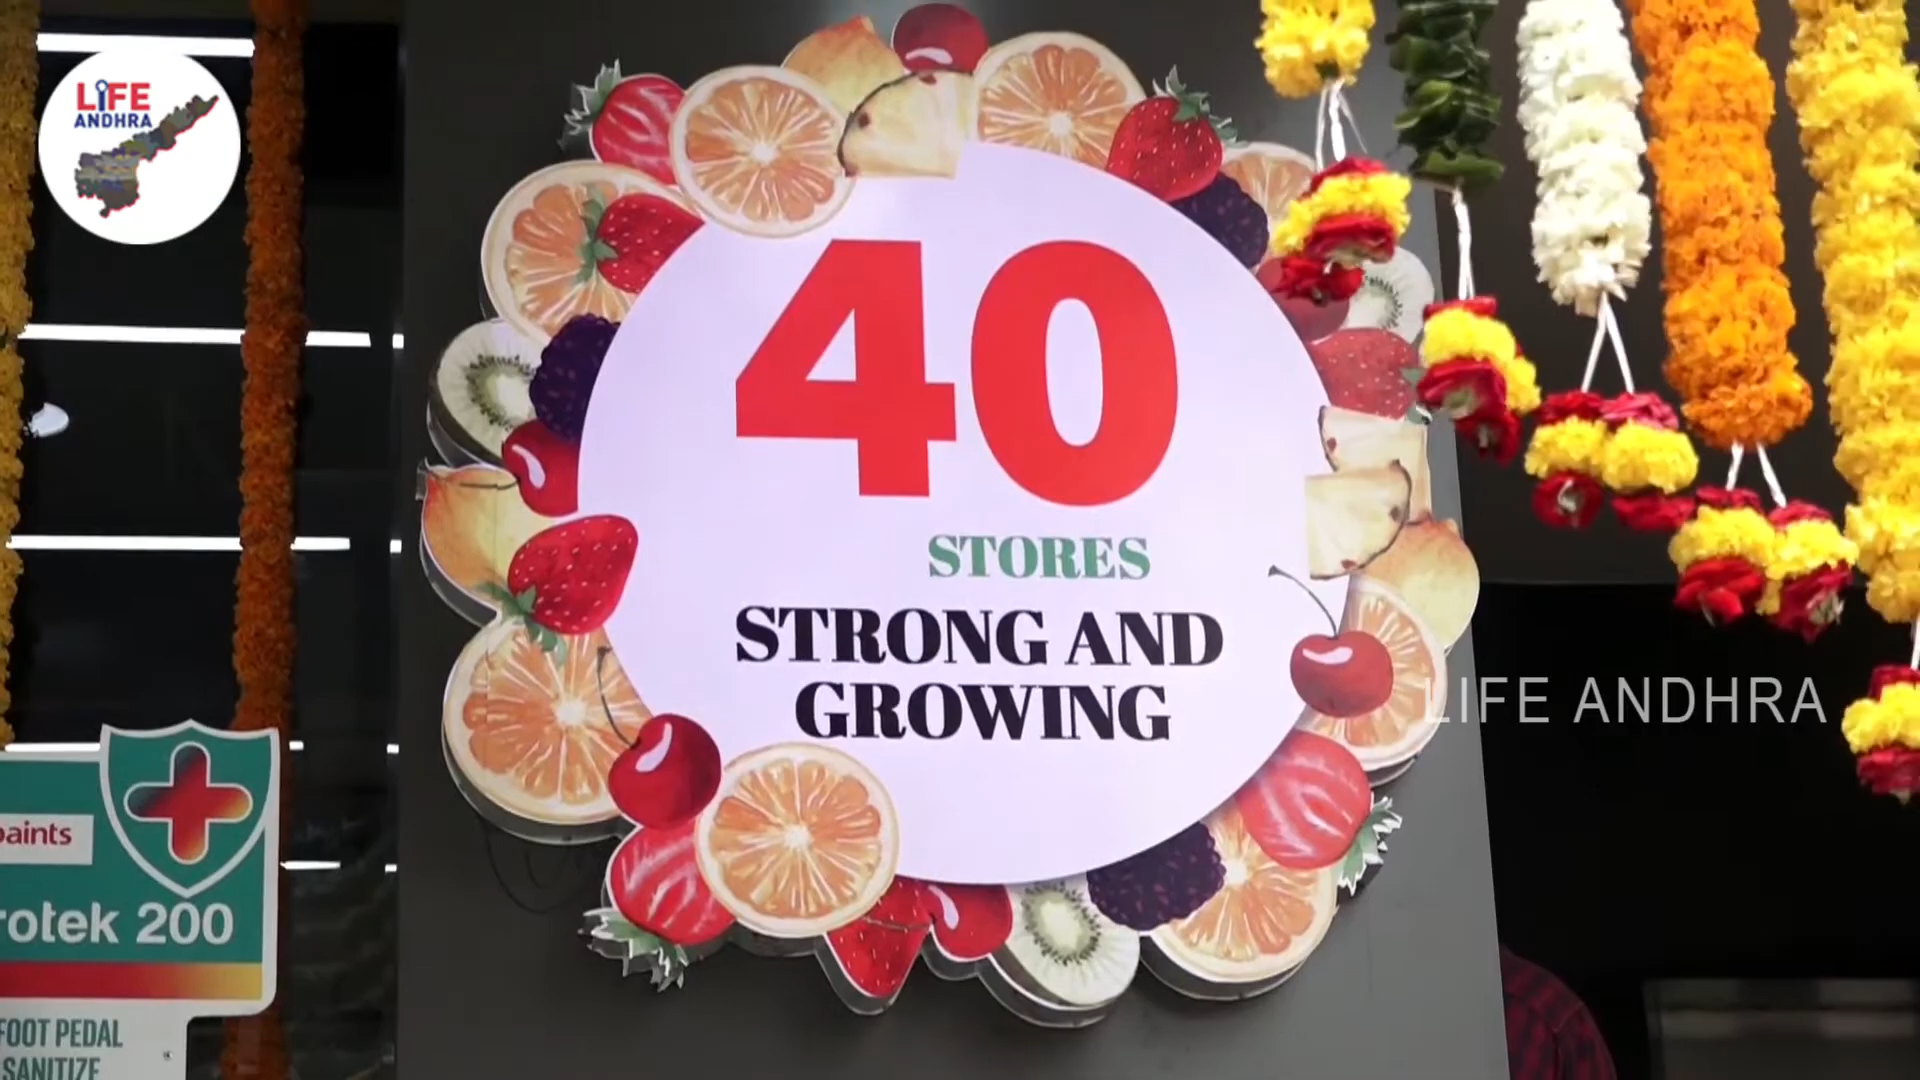 LiFE
ANDHRA
40
STORES
STRONG AND
GROWING
LIFE ANDHRA
paints
rotek 200
FOOT PEDAL
SANITIZE